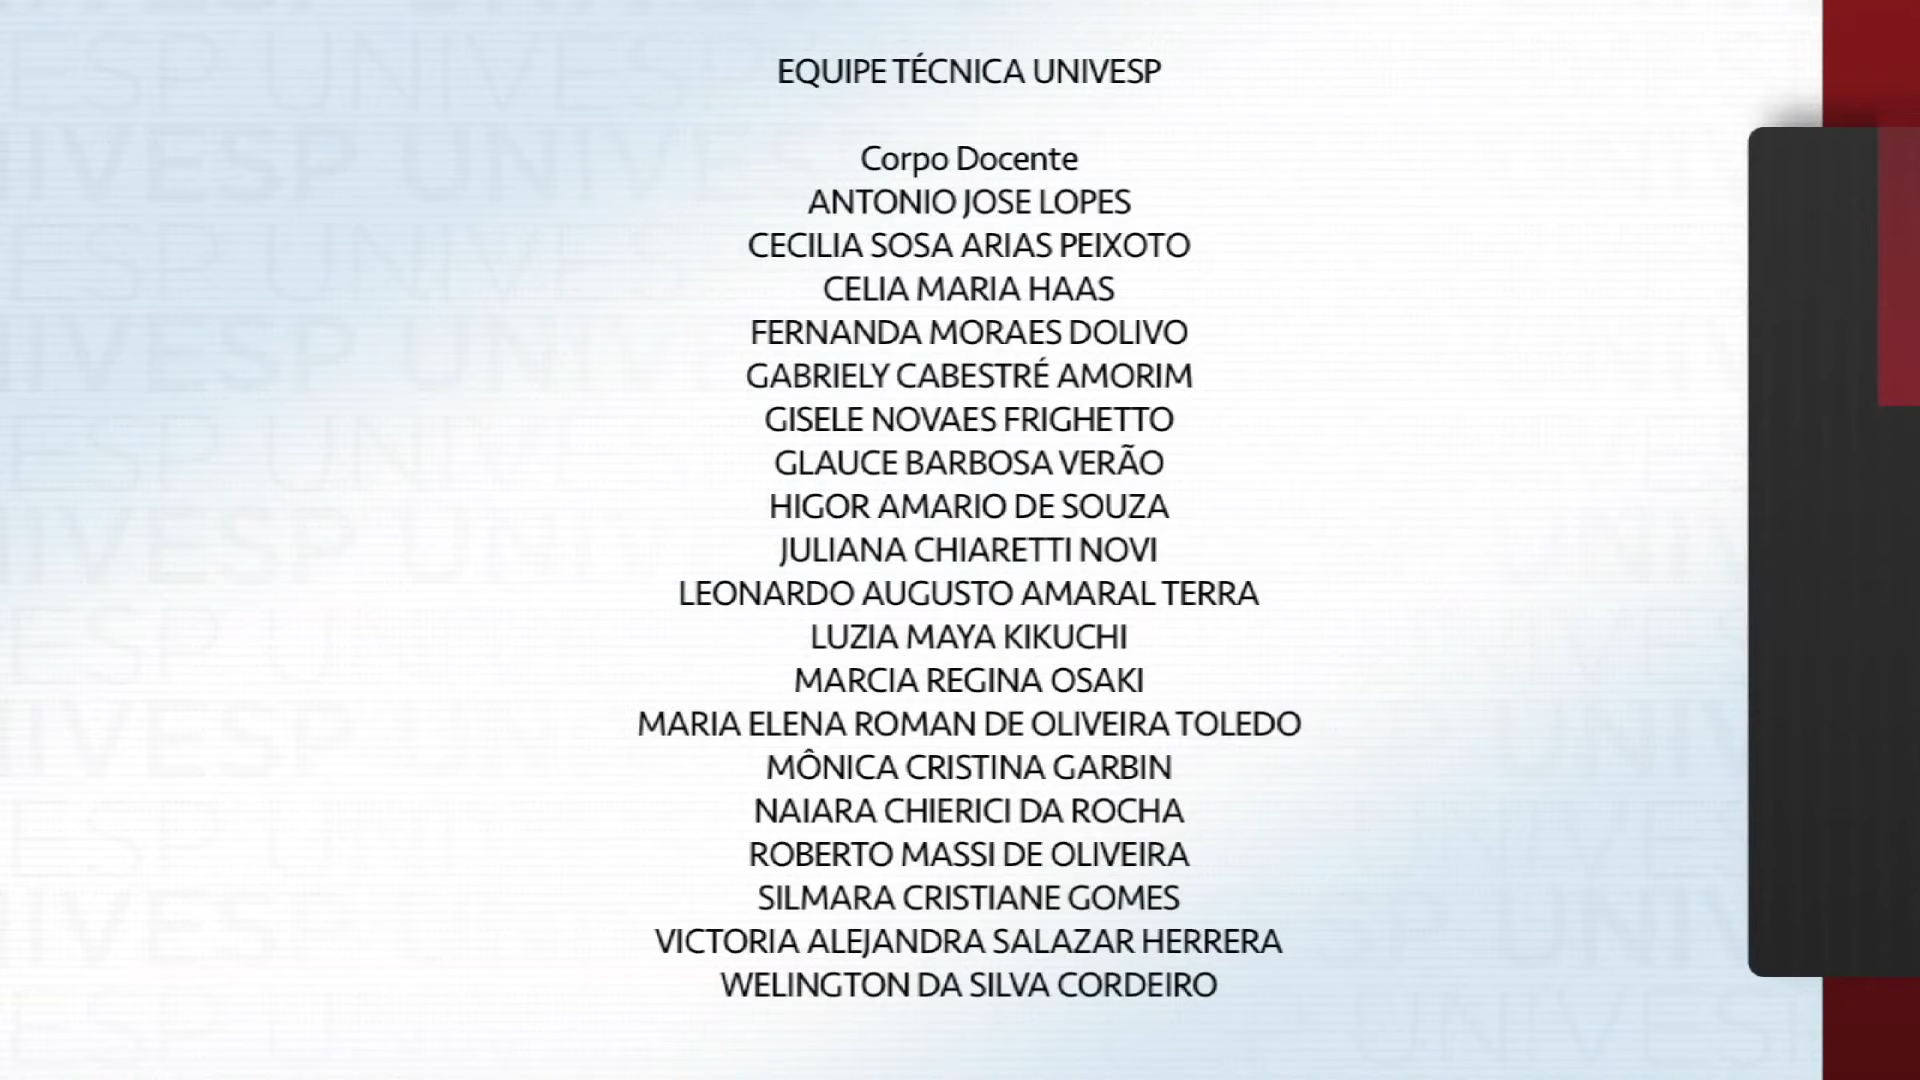 EQUIPE TÉCNICA UNIVESP
Corpo Docente
ANTONIO JOSE LOPES
CECILIA SOSA ARIAS PEIXOTO
CELIA MARIA HAAS
FERNANDA MORAES DOLIVO
GABRIELY CABESTRÉ AMORIM
GISELE NOVAES FRIGHETTO
GLAUCE BARBOSA VERÃO
HIGOR AMARIO DE SOUZA
JULIANA CHIARETTI NOVI
LEONARDO AUGUSTO AMARAL TERRA
LUZIA MAYA KIKUCHI
MARCIA REGINA OSAKI
MARIA ELENA ROMAN DE OLIVEIRA TOLEDO
MÔNICA CRISTINA GARBIN
NAIARA CHIERICI DA ROCHA
ROBERTO MASSI DE OLIVEIRA
SILMARA CRISTIANE GOMES
VICTORIA ALEJANDRA SALAZAR HERRERA
WELINGTON DA SILVA CORDEIRO